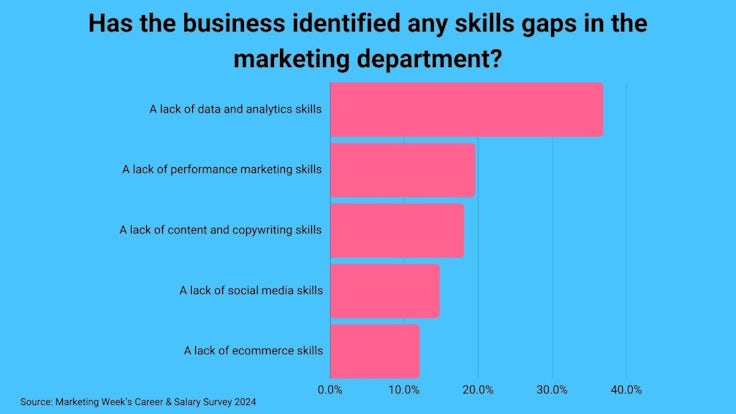 Has the business identified any skills gaps in the
marketing department?
A lack of data and analytics skills
A lack of performance marketing skills
A lack of content and copywriting skills
A lack of social media skills
A lack of ecommerce skills
0.0% 10.0% 20.0% 30.0% 40.0%
Source: Marketing Week's Career & Salary Survey 2024